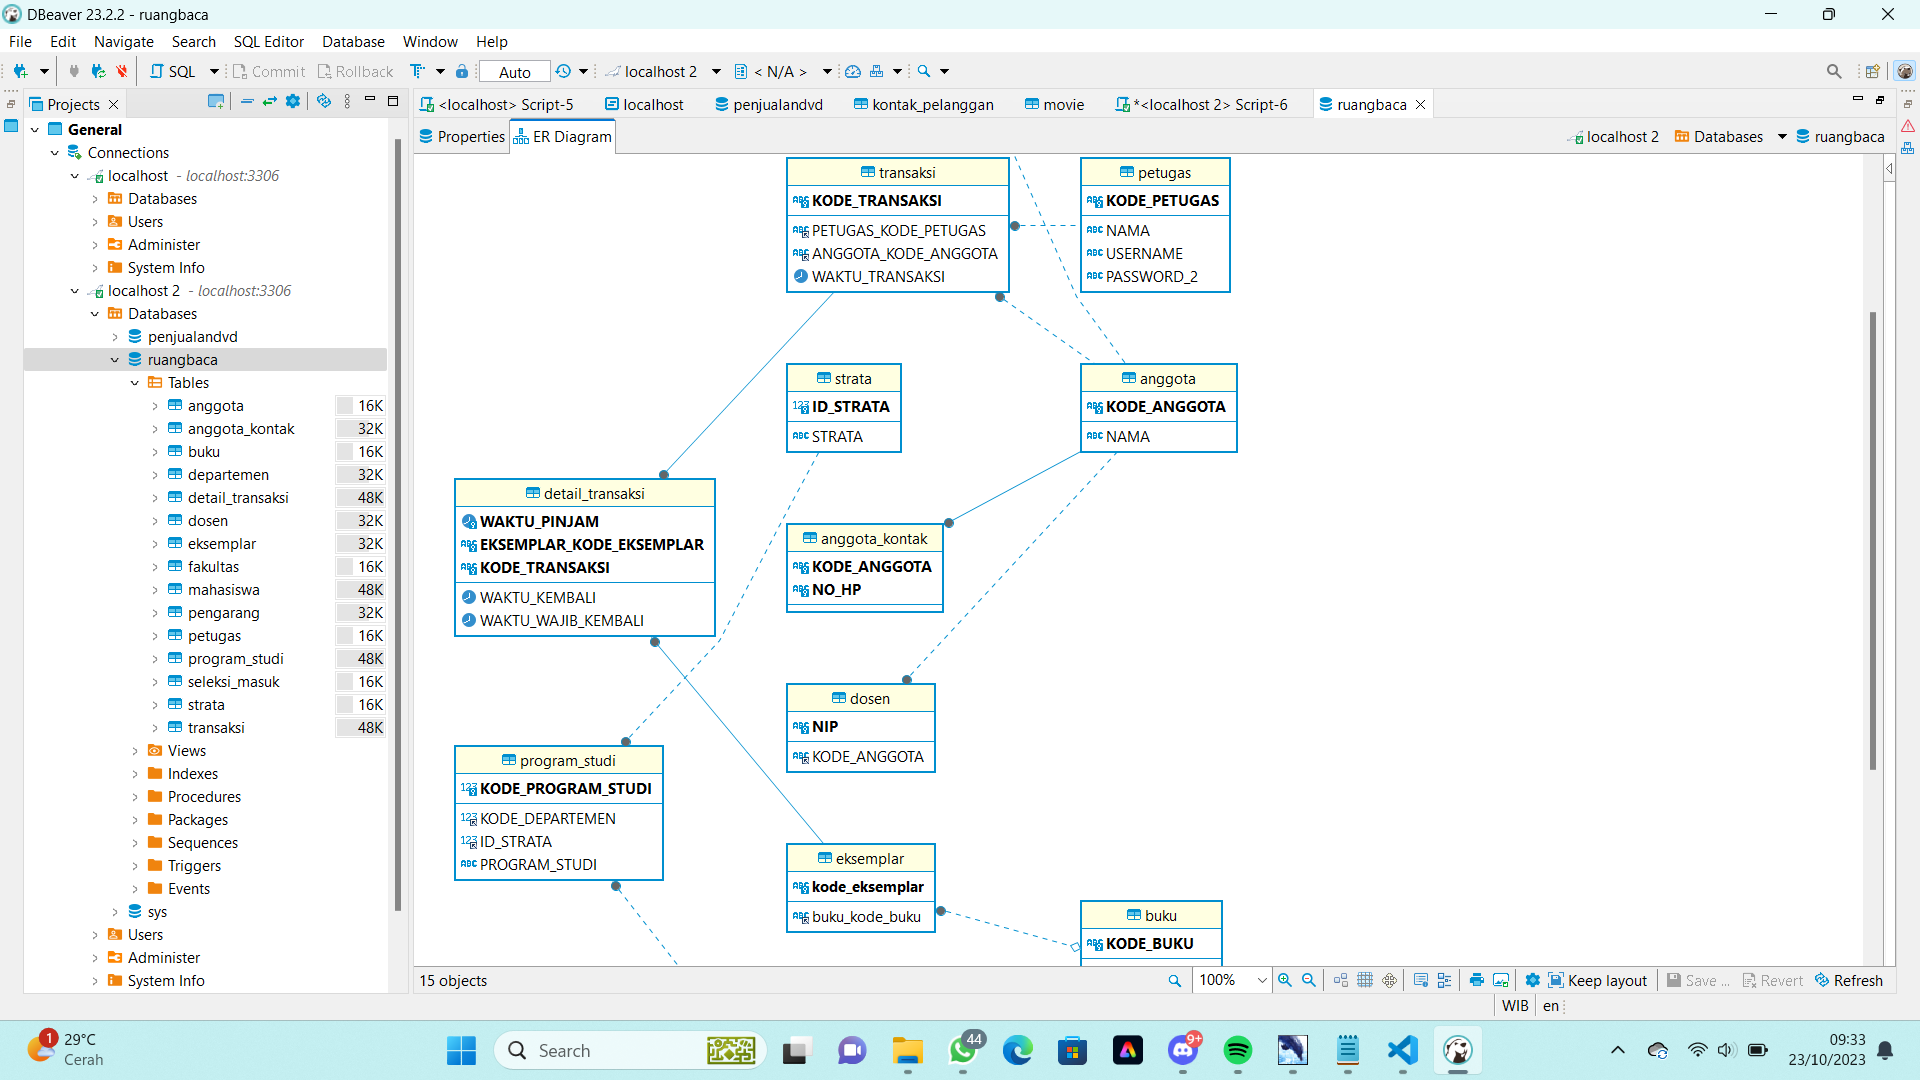 DBeaver 23.2.2 - ruangbaca
File Edit Navigate Search SQL Editor Database Window Help
SQL Commit Rollback Auto localhost 2 < N/A >
Projects
<localhost> Script-5 localhost penjualandvd kontak_pelanggan movie *<localhost 2> Script-6 ruangbaca
Properties ER Diagram localhost 2 Databases ruangbaca
General
Connections
localhost - localhost:3306
Databases
Users
Administer
System Info
localhost 2 - localhost:3306
Databases
penjualandvd
ruangbaca
Tables
anggota 16K
anggota_kontak 32K
buku 16K
departemen 32K
detail_transaksi 48K
dosen 32K
eksemplar 32K
fakultas 16K
mahasiswa 48K
pengarang 32K
petugas 16K
program_studi 48K
seleksi_masuk 16K
strata 16K
transaksi 48K
Views
Indexes
Procedures
Packages
Sequences
Triggers
Events
sys
Users
Administer
System Info
transaksi
KODE_TRANSAKSI
PETUGAS_KODE_PETUGAS
ANGGOTA_KODE_ANGGOTA
WAKTU_TRANSAKSI
petugas
KODE_PETUGAS
NAMA
USERNAME
PASSWORD_2
strata
ID_STRATA
STRATA
anggota
KODE_ANGGOTA
NAMA
detail_transaksi
WAKTU_PINJAM
EKSEMPLAR_KODE_EKSEMPLAR
KODE_TRANSAKSI
WAKTU_KEMBALI
WAKTU_WAJIB_KEMBALI
anggota_kontak
KODE_ANGGOTA
NO_HP
dosen
NIP
KODE_ANGGOTA
program_studi
KODE_PROGRAM_STUDI
KODE_DEPARTEMEN
ID_STRATA
PROGRAM_STUDI
eksemplar
kode_eksemplar
buku_kode_buku
buku
KODE_BUKU
15 objects 100% Keep layout Save ... Revert Refresh
WIB en
1 29°C
Cerah
Search
44
9+
09:33
23/10/2023